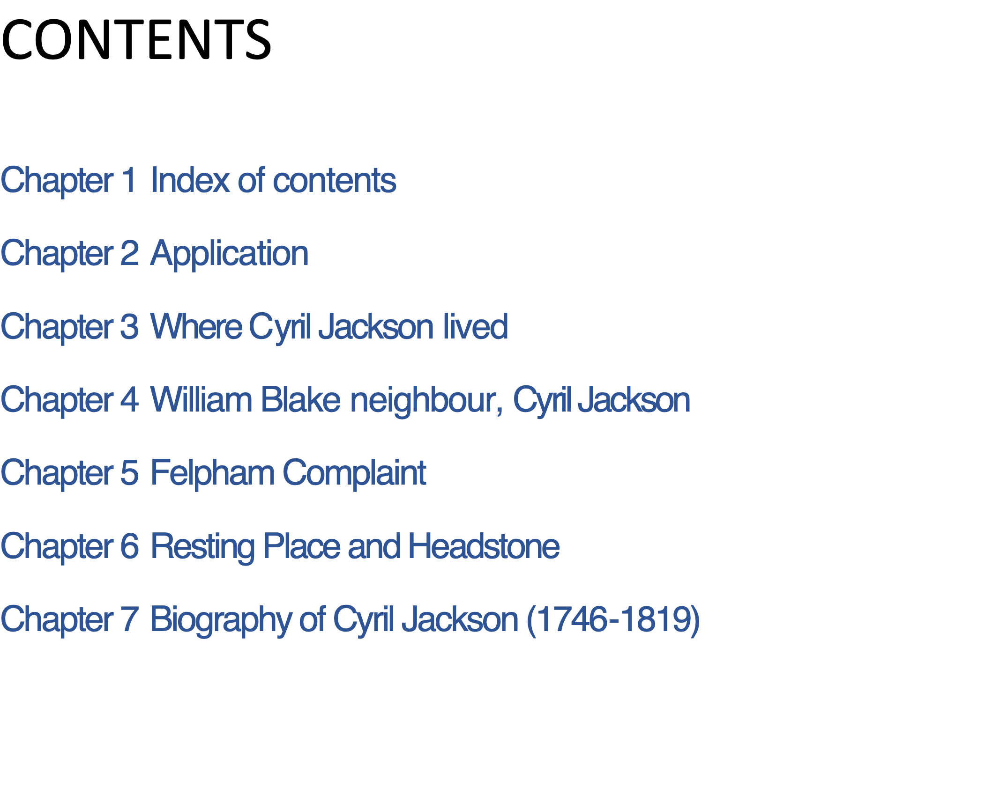 CONTENTS
Chapter 1 Index of contents
Chapter 2 Application
Chapter 3 Where Cyril Jackson lived
Chapter 4 William Blake neighbour, Cyril Jackson
Chapter 5 Felpham Complaint
Chapter 6 Resting Place and Headstone
Chapter 7 Biography of Cyril Jackson (1746-1819)